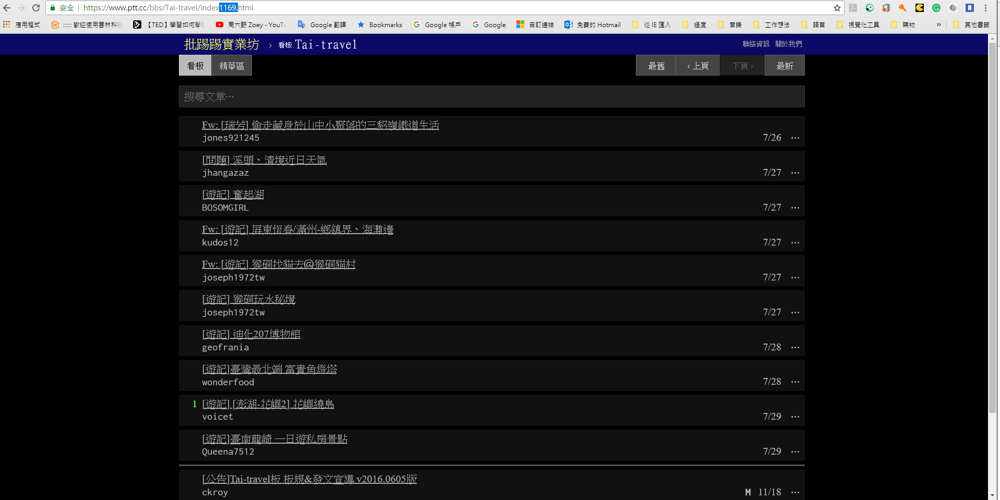 安全 https://www.ptt.cc/bbs/Tai-travel/index1169.html
應用程式 :::::: 歡迎使用雲林科技 【TED】學習如何學習 周六野 Zoey - YouTu Google 翻譯 Bookmarks Google 帳戶 Google 自訂連結 免費的 Hotmail 從 IE 匯入 過度 音樂 工作想法 語言 視覺化工具 購物 » 其他書籤
批踢踢實業坊 › 看板 Tai-travel 聯絡資訊 關於我們
看板 精華區 最舊 ‹ 上頁 下頁 › 最新
搜尋文章⋯
Fw: [瑞芳] 偷走藏身於山中小聚落的三貂嶺鐵道生活
jones921245 7/26 ⋯
[問題] 溪頭、清境近日天氣
jhangazaz 7/27 ⋯
[遊記] 奮起湖
BOSOMGIRL 7/27 ⋯
Fw: [遊記] 屏東恆春/滿州-鄉鎮界、海灘邊
kudos12 7/27 ⋯
Fw: [遊記] 猴硐找貓去@猴硐貓村
joseph1972tw 7/27 ⋯
[遊記] 猴硐玩水秘境
joseph1972tw 7/27 ⋯
[遊記] 迪化207博物館
geofrania 7/28 ⋯
[遊記]臺灣最北端 富貴角燈塔
wonderfood 7/28 ⋯
1 [遊記] [澎湖-花嶼2] 花嶼繞島
voicet 7/29 ⋯
[遊記]臺南龍崎 一日遊私房景點
Queena7512 7/29 ⋯
[公告]Tai-travel板 板規&發文宣導 v2016.0605版
ckroy M 11/18 ⋯